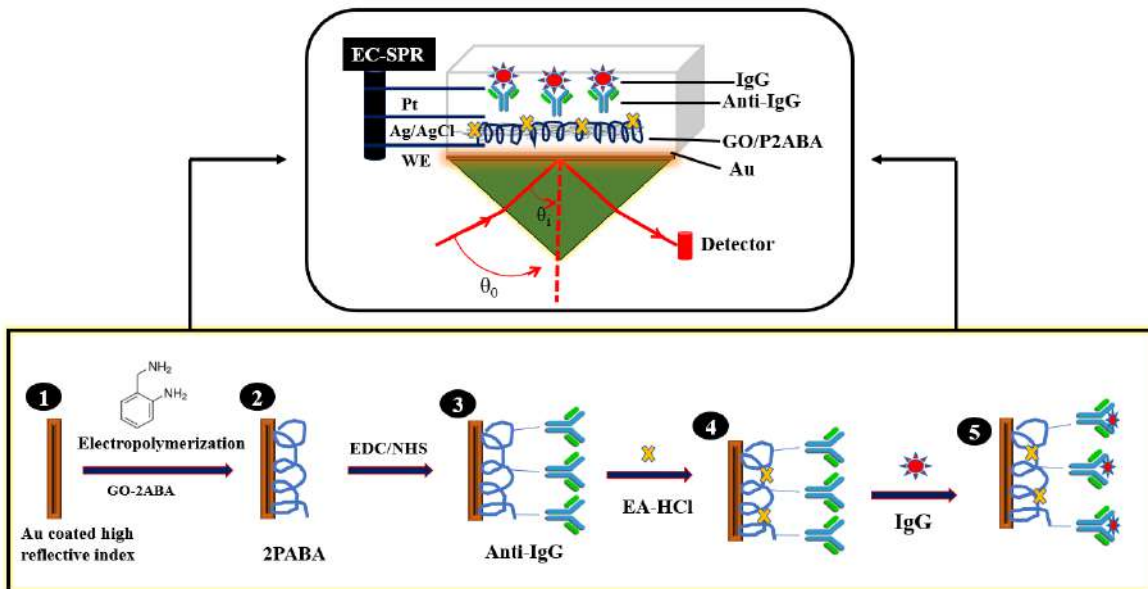 EC-SPR
IgG
Anti-IgG
Pt
Ag/AgCl
GO/P2ABA
WE
Au
θi
Detector
θ0
1
NH2
NH2
Electropolymerization
GO-2ABA
Au coated high
reflective index
2
2PABA
EDC/NHS
3
Anti-IgG
EA-HCl
4
IgG
5